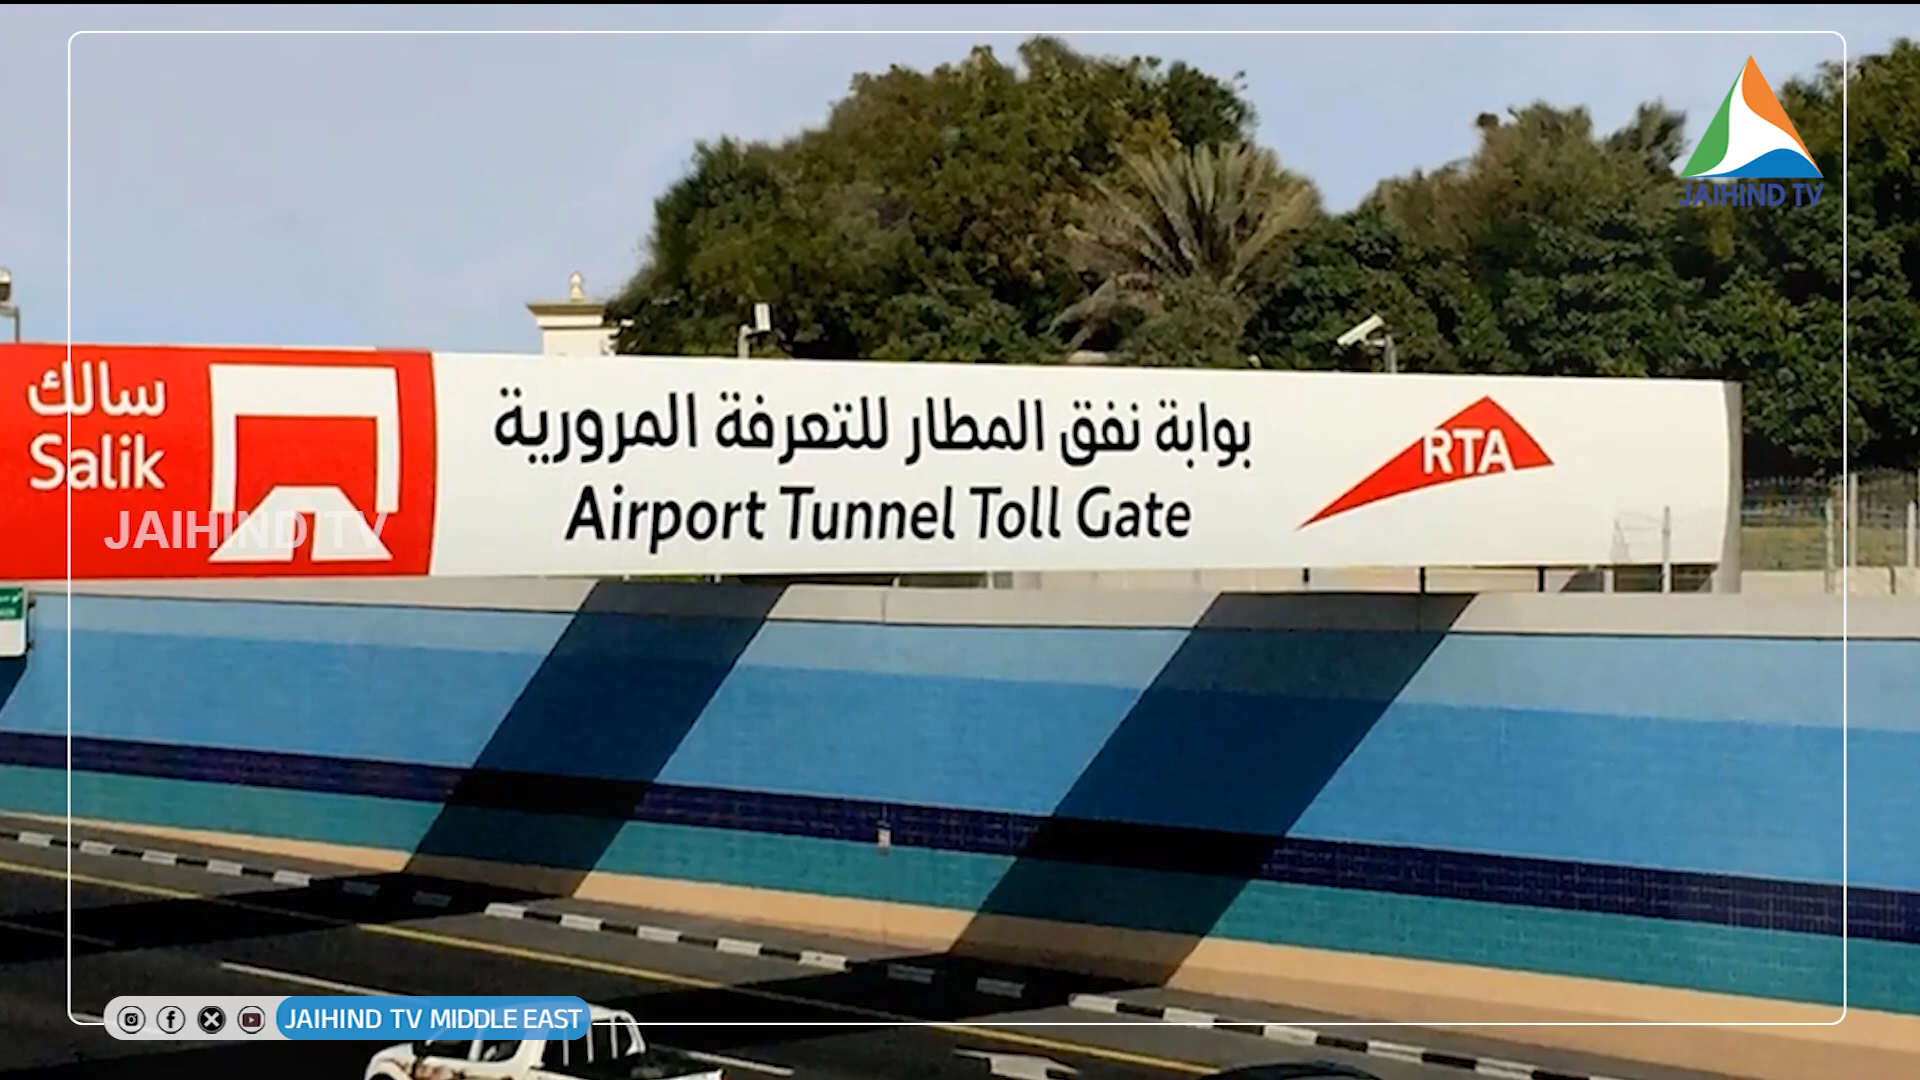 JAIHIND TV
سالك
Salik
بوابة نفق المطار للتعرفة المرورية
Airport Tunnel Toll Gate
RTA
JAIHIND TV
JAIHIND TV MIDDLE EAST